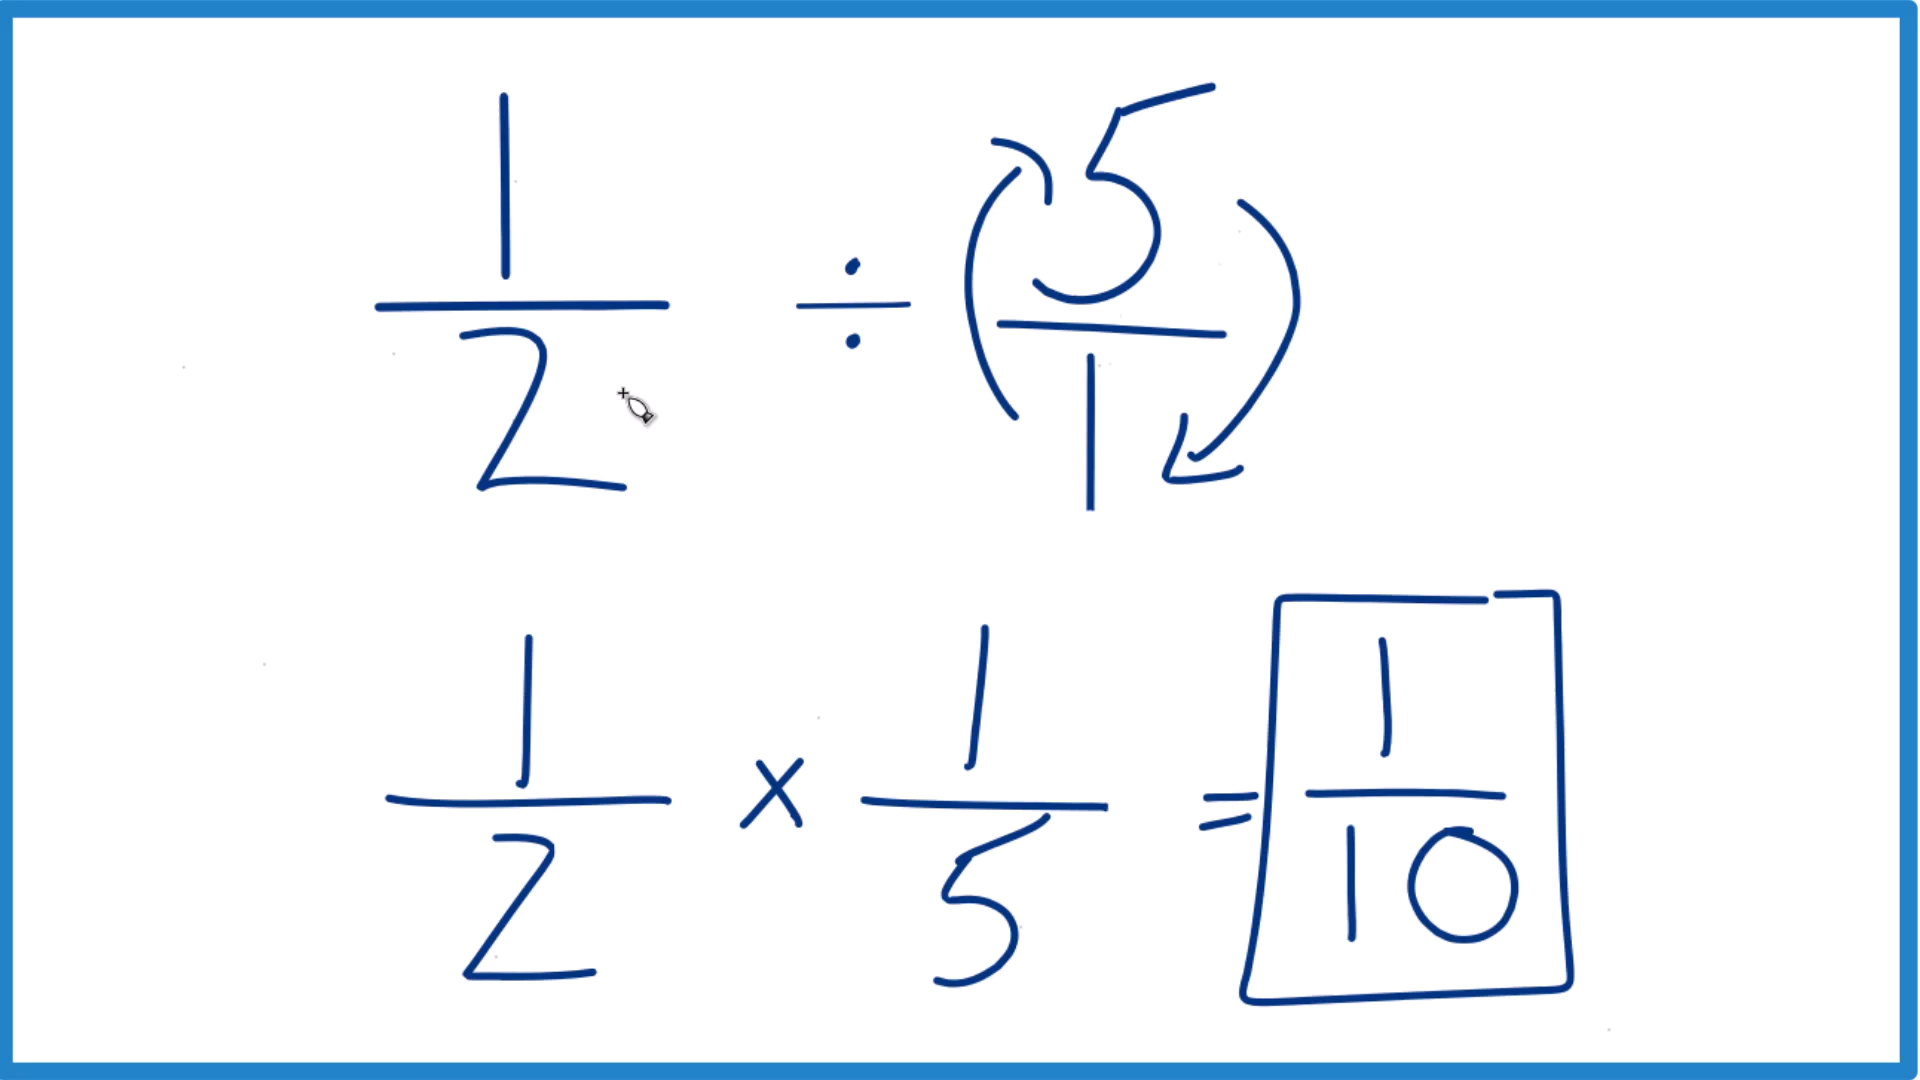 1/2 ÷ 5/1
1/2 × 1/5 = 1/10